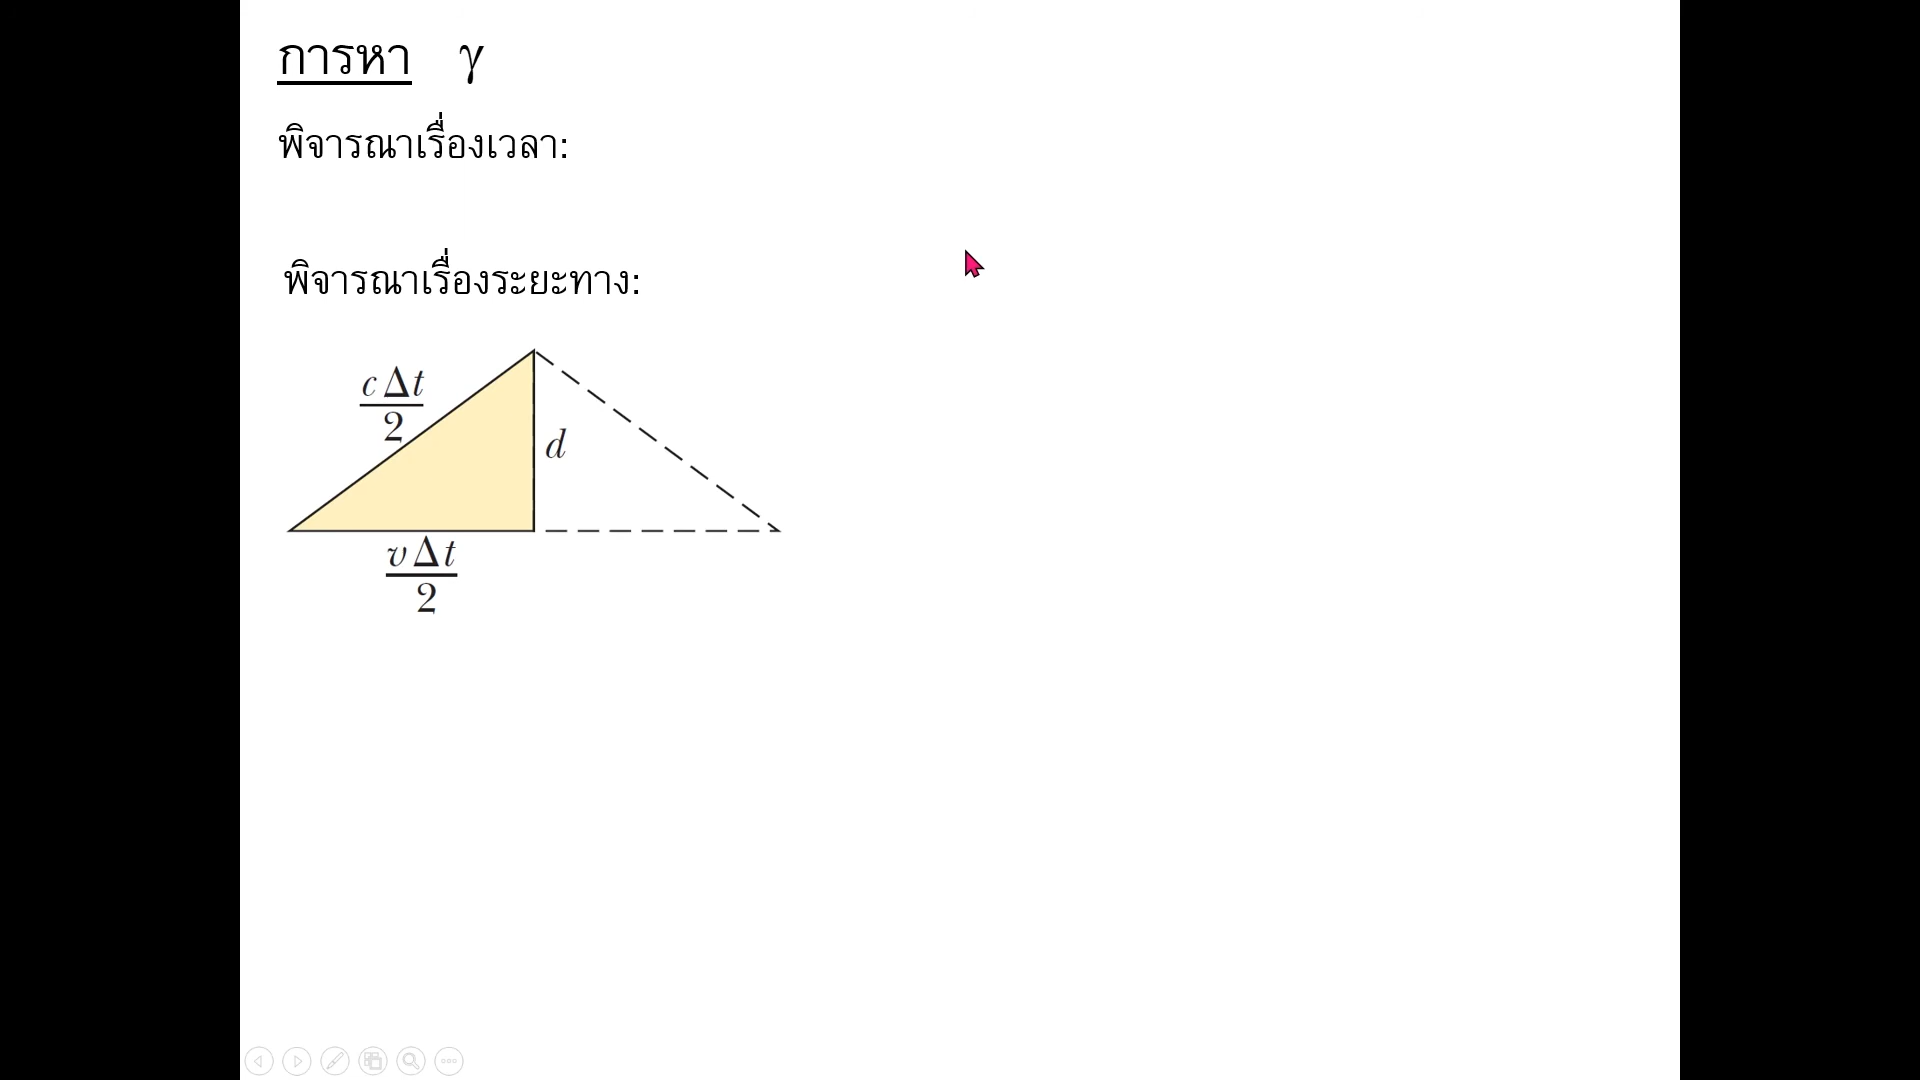 การหา γ
พิจารณาเรื่องเวลา:
พิจารณาเรื่องระยะทาง:
c Δt
2
d
v Δt
2